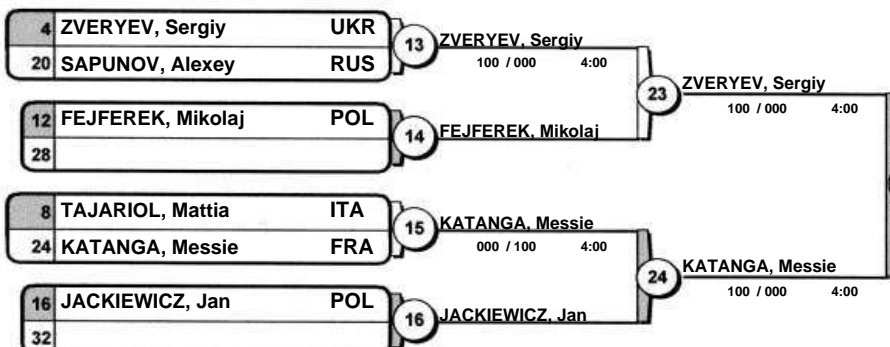 4 ZVERYEV, Sergiy UKR
20 SAPUNOV, Alexey RUS
13
ZVERYEV, Sergiy
100 / 000 4:00
12 FEJFEREK, Mikolaj POL
28
14
FEJFEREK, Mikolaj
23
ZVERYEV, Sergiy
100 / 000 4:00
8 TAJARIOL, Mattia ITA
24 KATANGA, Messie FRA
15
KATANGA, Messie
000 / 100 4:00
16 JACKIEWICZ, Jan POL
32
16
JACKIEWICZ, Jan
24
KATANGA, Messie
100 / 000 4:00